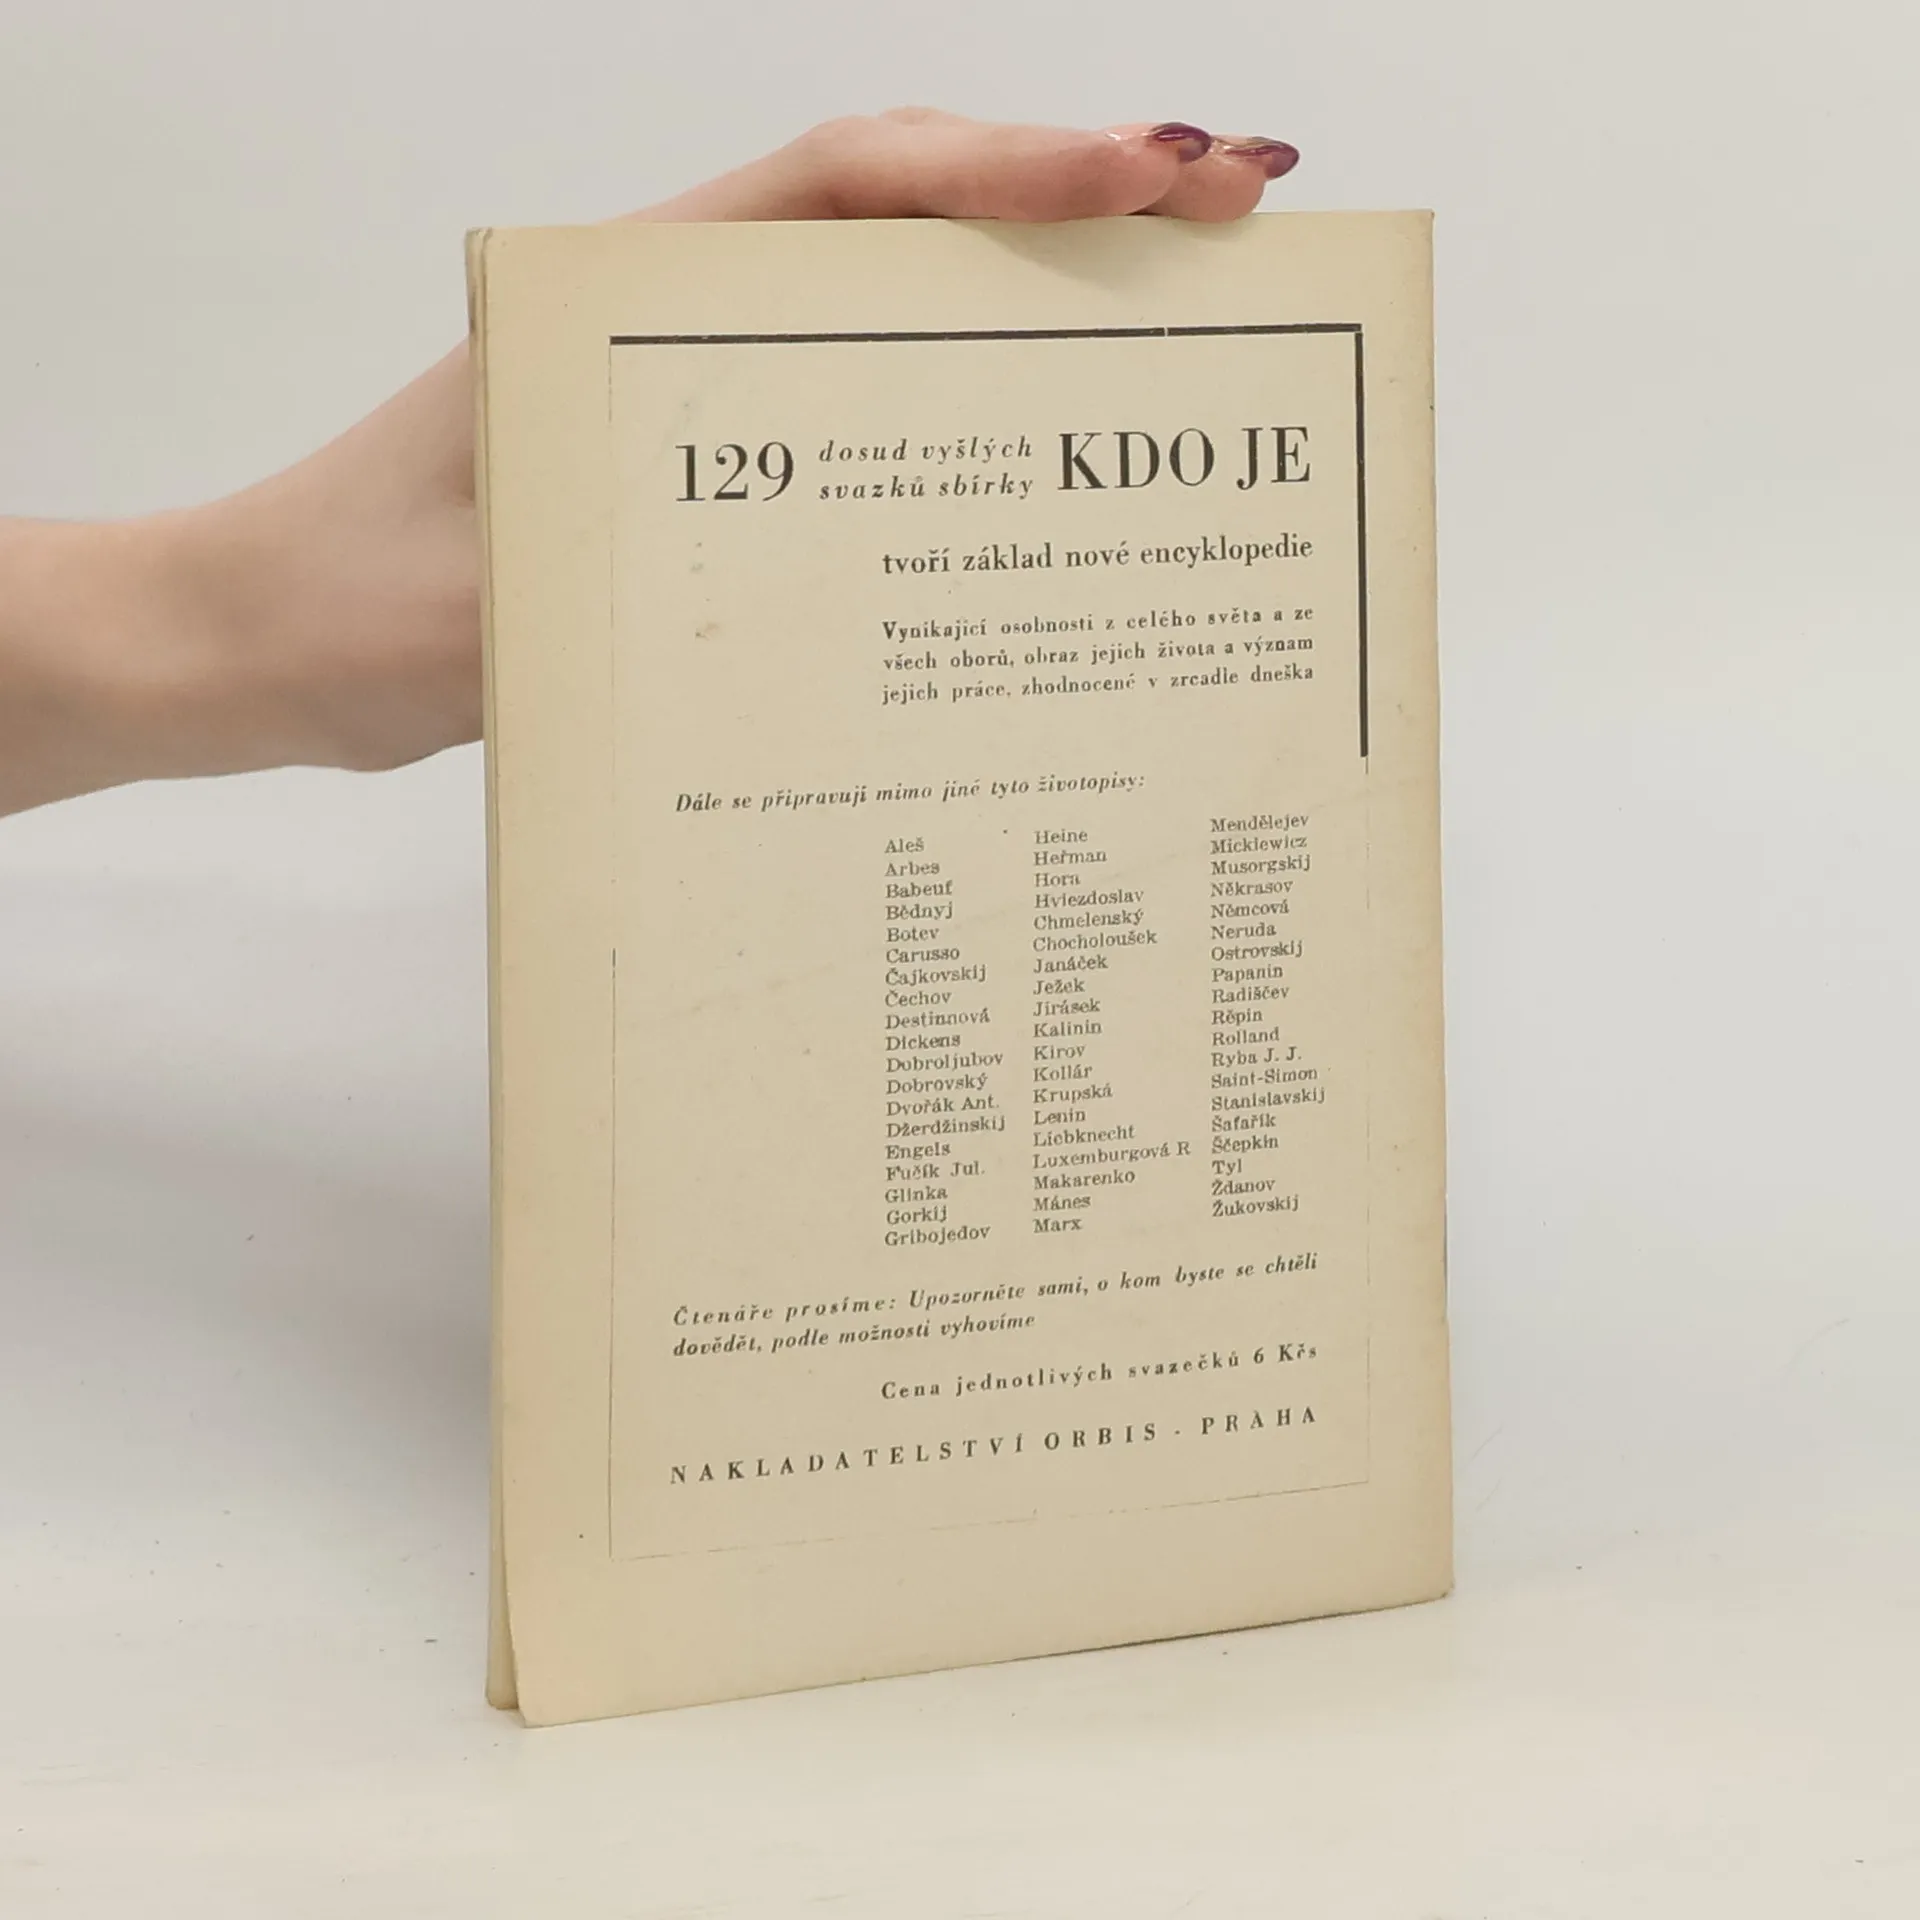 129 dosud vyšlých svazků sbírky KDO JE
tvoří základ nové encyklopedie
Vynikající osobnosti z celého světa a ze
všech oborů, obraz jejich života a význam
jejich práce, zhodnocené v zrcadle dneška
Dále se připravují mimo jiné tyto životopisy:
Aleš
Arbes
Babeuf
Bědnyj
Botev
Carusso
Čajkovskij
Čechov
Destinnová
Dickens
Dobroljubov
Dobrovský
Dvořák Ant.
Džerdžinskij
Engels
Fučík Jul.
Glinka
Gorkij
Gribojedov
Heine
Heřman
Hora
Hviezdoslav
Chmelenský
Chocholoušek
Janáček
Ježek
Jirásek
Kalinin
Kirov
Kollár
Krupská
Lenin
Liebknecht
Luxemburgová R
Makarenko
Mánes
Marx
Mendělejev
Mickiewicz
Musorgskij
Někrasov
Němcová
Neruda
Ostrovskij
Papanin
Radiščev
Rěpin
Rolland
Ryba J. J.
Saint-Simon
Stanislavskij
Šafařík
Ščepkin
Tyl
Ždanov
Žukovskij
Čtenáře prosíme: Upozorněte sami, o kom byste se chtěli
dovědět, podle možnosti vyhovíme
Cena jednotlivých svazečků 6 Kčs
NAKLADATELSTVÍ ORBIS . PRAHA